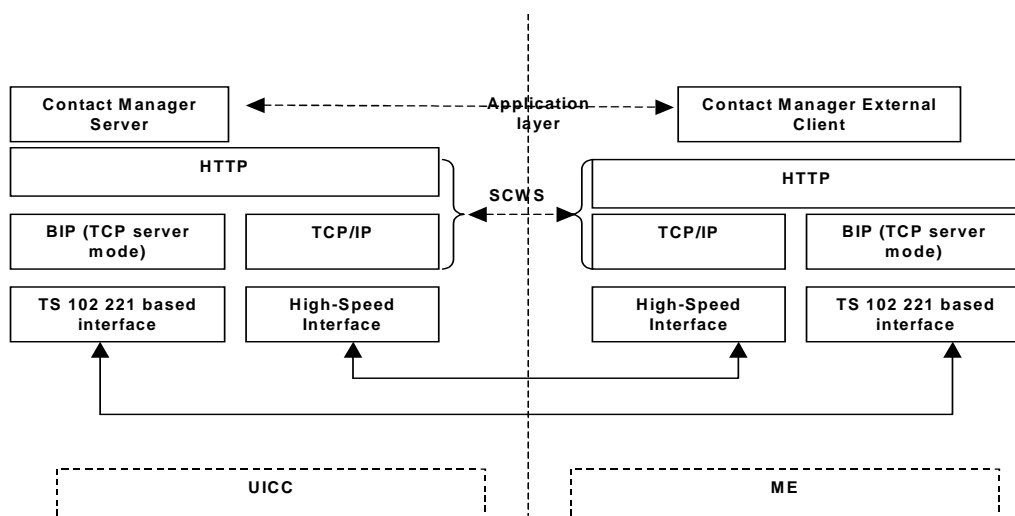 Contact Manager
Server
Application
layer
Contact Manager External
Client
HTTP
HTTP
SCWS
BIP (TCP server
mode)
TCP/IP
TCP/IP
BIP (TCP server
mode)
TS 102 221 based
interface
High-Speed
Interface
High-Speed
Interface
TS 102 221 based
interface
UICC
ME